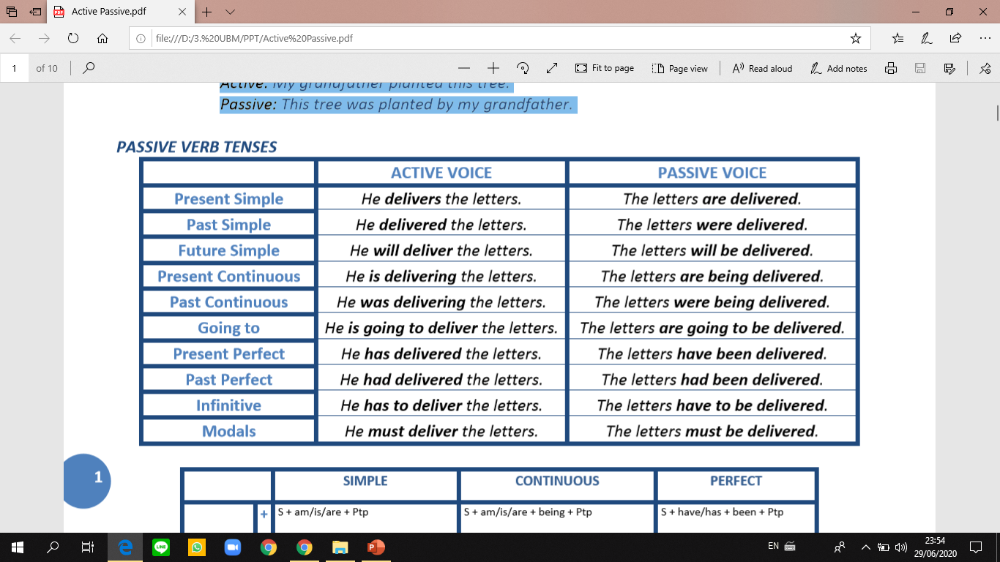 Active Passive.pdf
file:///D:/3.%20UBM/PPT/Active%20Passive.pdf
1 of 10 Fit to page Page view Read aloud Add notes
Active: My grandfather planted this tree.
Passive: This tree was planted by my grandfather.
PASSIVE VERB TENSES
ACTIVE VOICE PASSIVE VOICE
Present Simple He delivers the letters. The letters are delivered.
Past Simple He delivered the letters. The letters were delivered.
Future Simple He will deliver the letters. The letters will be delivered.
Present Continuous He is delivering the letters. The letters are being delivered.
Past Continuous He was delivering the letters. The letters were being delivered.
Going to He is going to deliver the letters. The letters are going to be delivered.
Present Perfect He has delivered the letters. The letters have been delivered.
Past Perfect He had delivered the letters. The letters had been delivered.
Infinitive He has to deliver the letters. The letters have to be delivered.
Modals He must deliver the letters. The letters must be delivered.
1
SIMPLE CONTINUOUS PERFECT
+ S + am/is/are + Ptp S + am/is/are + being + Ptp S + have/has + been + Ptp
EN 23:54
29/06/2020